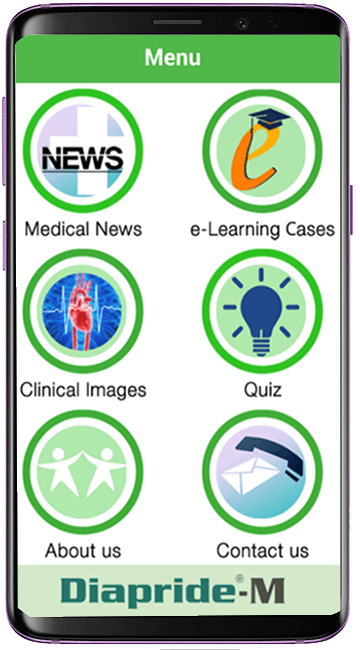 Menu
NEWS
Medical News
e
e-Learning Cases
Clinical Images
Quiz
About us
Contact us
Diapride®-M